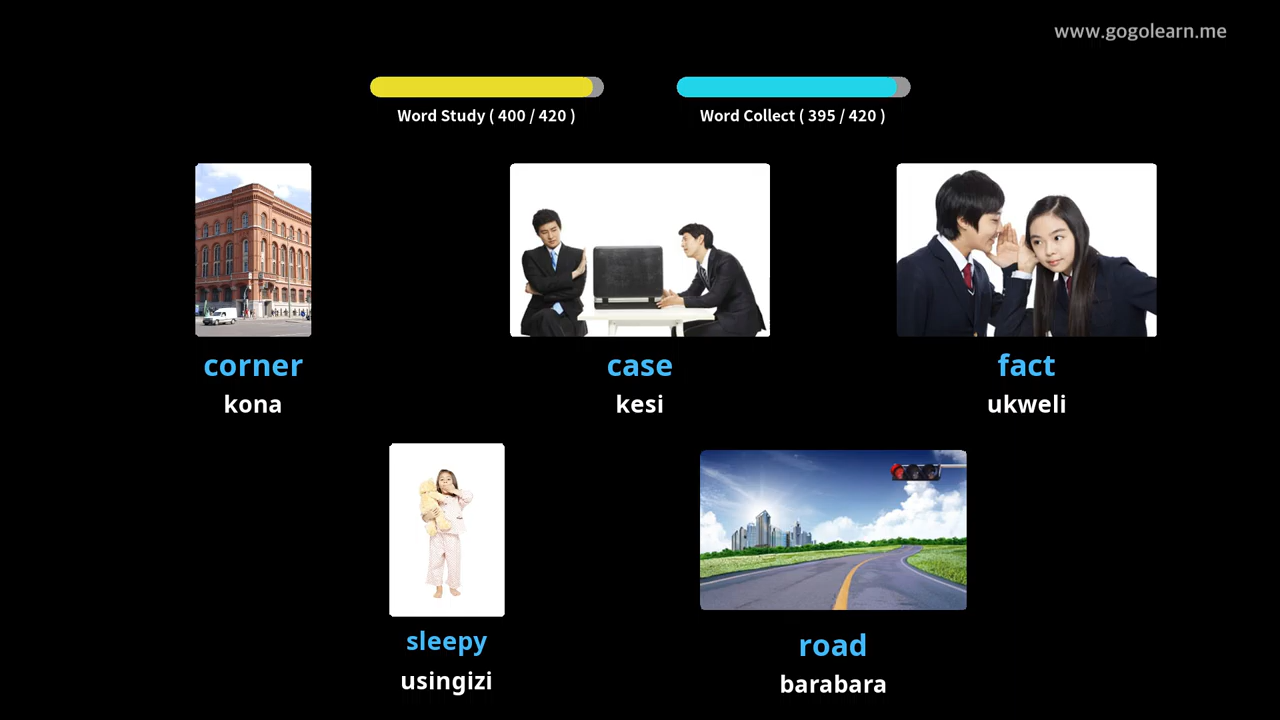 www.gogolearn.me
Word Study ( 400 / 420 )
Word Collect ( 395 / 420 )
corner
kona
case
kesi
fact
ukweli
sleepy
usingizi
road
barabara